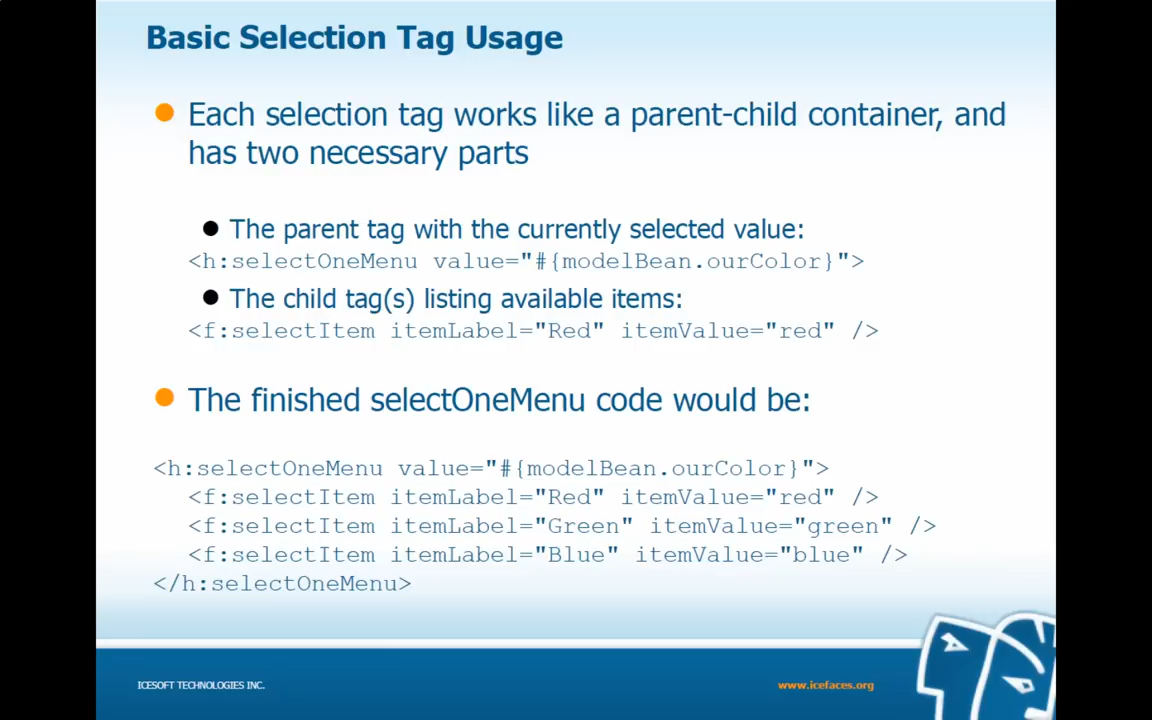 Basic Selection Tag Usage
Each selection tag works like a parent-child container, and
has two necessary parts
The parent tag with the currently selected value:
<h:selectOneMenu value="#{modelBean.ourColor}">
The child tag(s) listing available items:
<f:selectItem itemLabel="Red" itemValue="red" />
The finished selectOneMenu code would be:
<h:selectOneMenu value="#{modelBean.ourColor}">
<f:selectItem itemLabel="Red" itemValue="red" />
<f:selectItem itemLabel="Green" itemValue="green" />
<f:selectItem itemLabel="Blue" itemValue="blue" />
</h:selectOneMenu>
ICESOFT TECHNOLOGIES INC.
www.icefaces.org